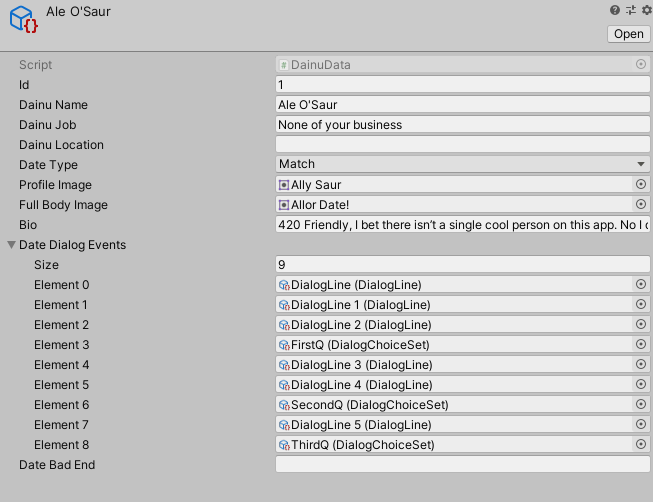 Ale O'Saur
Open
Script DainuData
Id 1
Dainu Name Ale O'Saur
Dainu Job None of your business
Dainu Location
Date Type Match
Profile Image Ally Saur
Full Body Image Allor Date!
Bio 420 Friendly, I bet there isn't a single cool person on this app. No I
Date Dialog Events
Size 9
Element 0 DialogLine (DialogLine)
Element 1 DialogLine 1 (DialogLine)
Element 2 DialogLine 2 (DialogLine)
Element 3 FirstQ (DialogChoiceSet)
Element 4 DialogLine 3 (DialogLine)
Element 5 DialogLine 4 (DialogLine)
Element 6 SecondQ (DialogChoiceSet)
Element 7 DialogLine 5 (DialogLine)
Element 8 ThirdQ (DialogChoiceSet)
Date Bad End